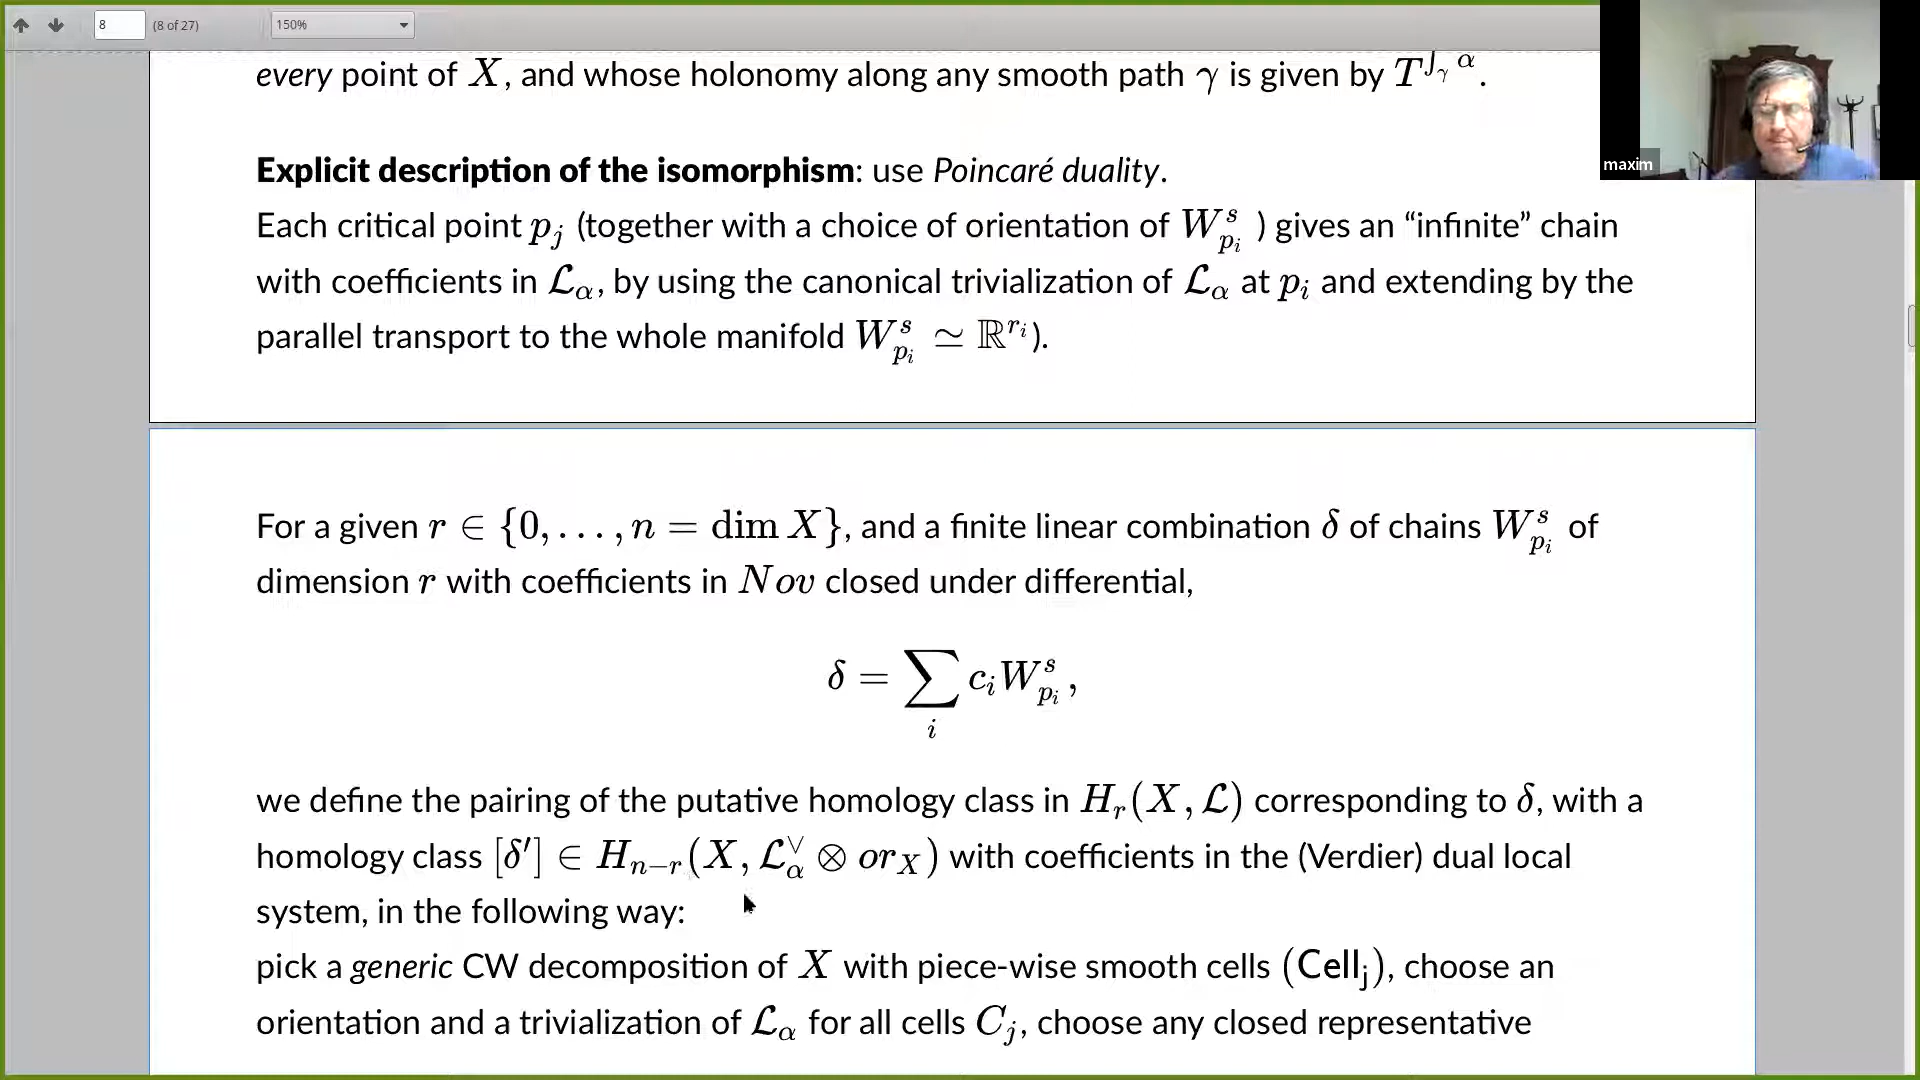 8 (8 of 27) 150%
every point of X, and whose holonomy along any smooth path γ is given by T^{∫_γ α}.
maxim
Explicit description of the isomorphism: use Poincaré duality.
Each critical point p_j (together with a choice of orientation of W^s_{p_i} ) gives an “infinite” chain
with coefficients in ℒ_α, by using the canonical trivialization of ℒ_α at p_i and extending by the
parallel transport to the whole manifold W^s_{p_i} ≃ ℝ^{r_i}).
For a given r ∈ {0, . . . , n = dim X}, and a finite linear combination δ of chains W^s_{p_i} of
dimension r with coefficients in Nov closed under differential,
δ = ∑_i c_i W^s_{p_i},
we define the pairing of the putative homology class in H_r(X, ℒ) corresponding to δ, with a
homology class [δ′] ∈ H_{n−r}(X, ℒ_α^∨ ⊗ or_X) with coefficients in the (Verdier) dual local
system, in the following way:
pick a generic CW decomposition of X with piece-wise smooth cells (Cell_j), choose an
orientation and a trivialization of ℒ_α for all cells C_j, choose any closed representative